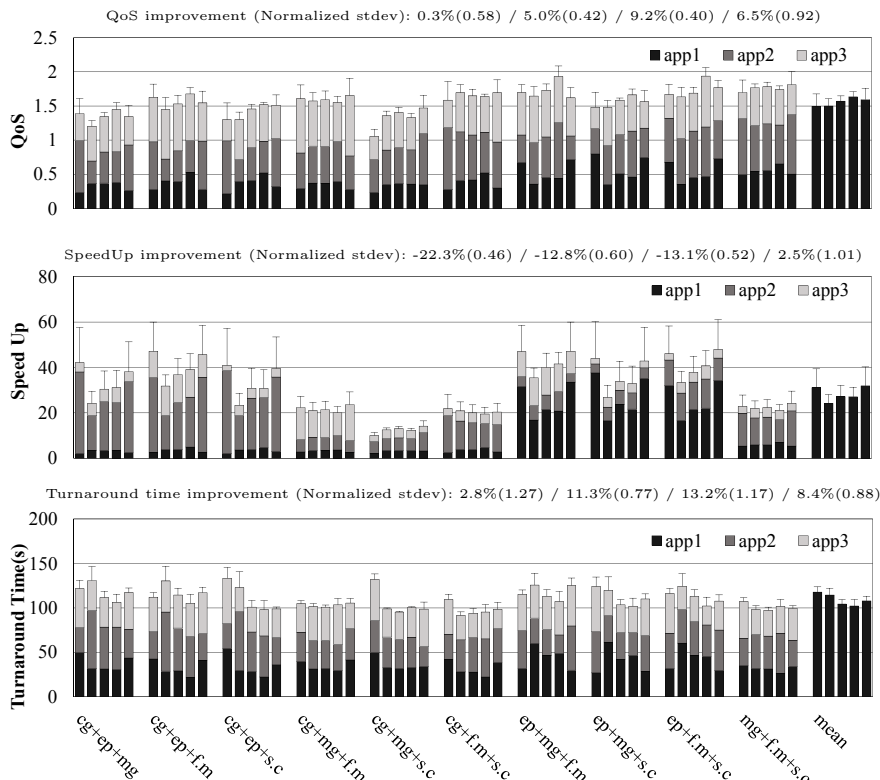 QoS improvement (Normalized stdev): 0.3%(0.58) / 5.0%(0.42) / 9.2%(0.40) / 6.5%(0.92)
2.5
2
1.5
1
0.5
0
QoS
app1 app2 app3
SpeedUp improvement (Normalized stdev): -22.3%(0.46) / -12.8%(0.60) / -13.1%(0.52) / 2.5%(1.01)
80
60
40
20
0
Speed Up
app1 app2 app3
Turnaround time improvement (Normalized stdev): 2.8%(1.27) / 11.3%(0.77) / 13.2%(1.17) / 8.4%(0.88)
200
150
100
50
0
Turnaround Time(s)
app1 app2 app3
cg+ep+mg
cg+ep+f.m
cg+ep+s.c
cg+mg+f.m
cg+mg+s.c
cg+f.m+s.c
ep+mg+f.m
ep+mg+s.c
ep+f.m+s.c
mg+f.m+s.c
mean